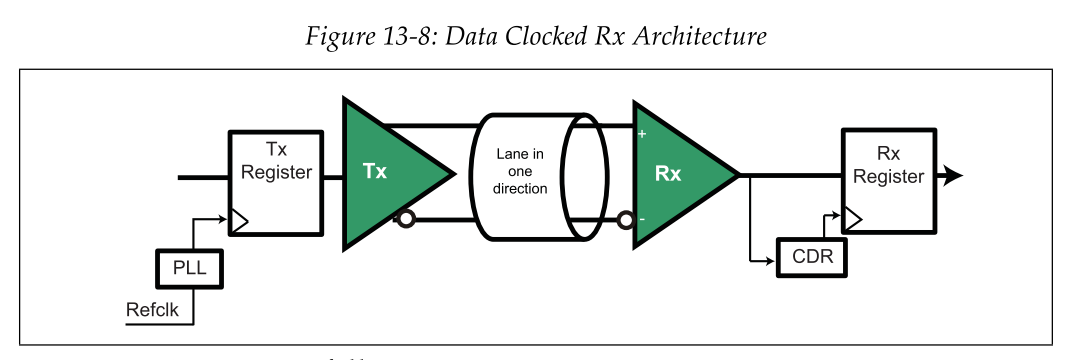 Figure 13-8: Data Clocked Rx Architecture
Tx
Register
Tx
Lane in
one
direction
+
-
Rx
Rx
Register
PLL
CDR
Refclk